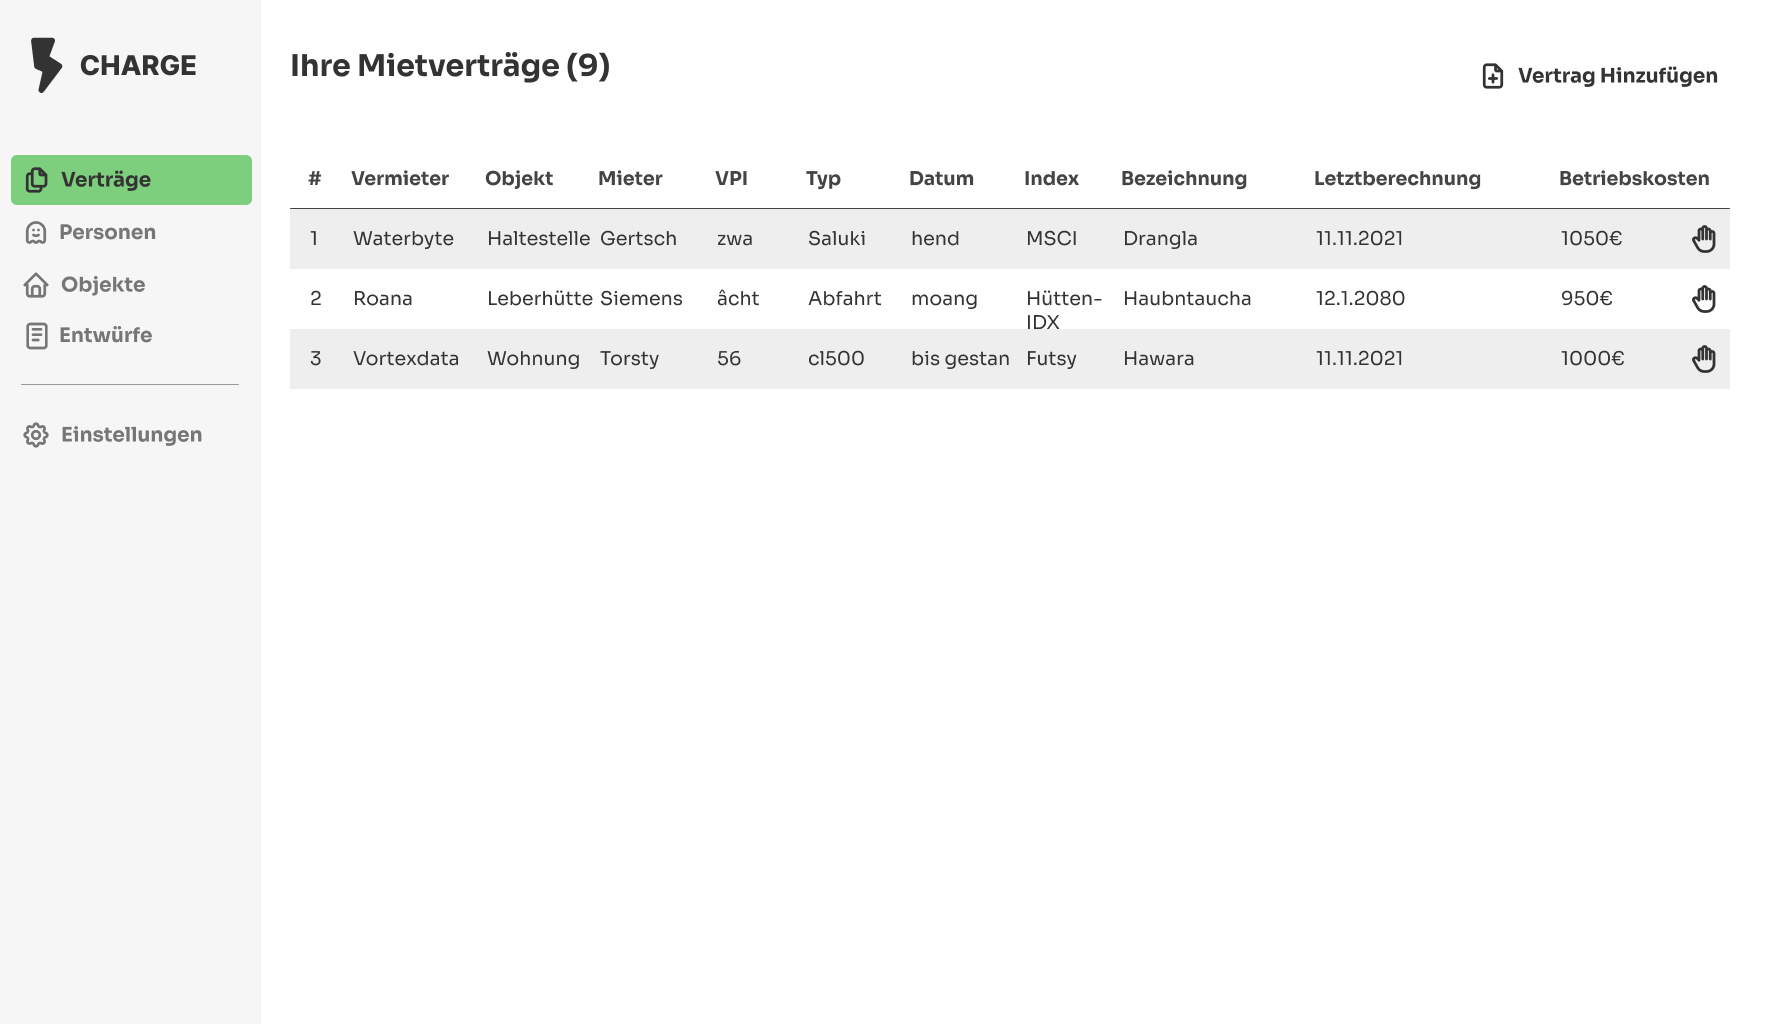 CHARGE
Verträge
Personen
Objekte
Entwürfe
Einstellungen
Ihre Mietverträge (9)
Vertrag Hinzufügen
# Vermieter Objekt Mieter VPI Typ Datum Index Bezeichnung Letztberechnung Betriebskosten
1 Waterbyte Haltestelle Gertsch zwa Saluki hend MSCI Drangla 11.11.2021 1050€
2 Roana Leberhütte Siemens âcht Abfahrt moang Hütten- Haubntaucha 12.1.2080 950€
IDX
3 Vortexdata Wohnung Torsty 56 cl500 bis gestan Futsy Hawara 11.11.2021 1000€